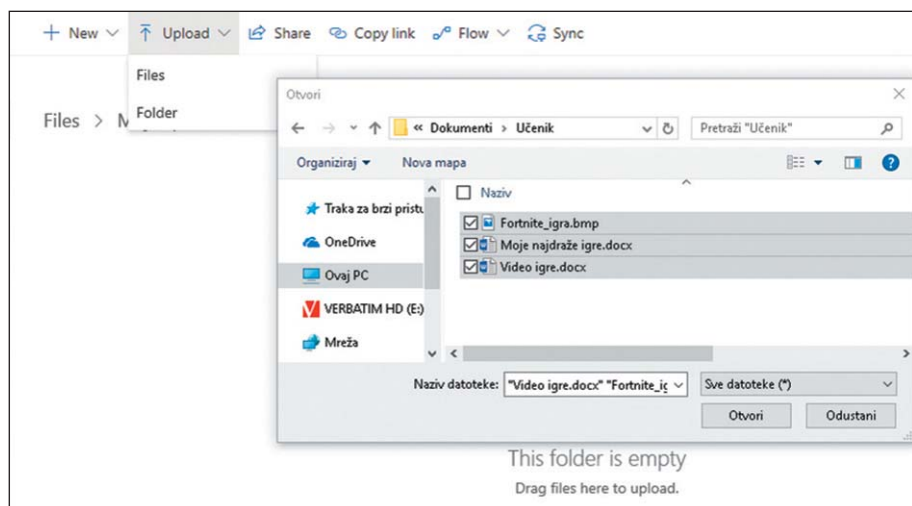 New Upload Share Copy link Flow Sync
Files
Folder
Files >
Otvori
« Dokumenti > Učenik
Pretraži "Učenik"
Organiziraj
Nova mapa
Naziv
Traka za brzi pristu
OneDrive
Ovaj PC
VERBATIM HD (E:)
Mreža
Fortnite_igra.bmp
Moje najdraže igre.docx
Video igre.docx
Naziv datoteke: "Video igre.docx" "Fortnite_ig
Sve datoteke (*)
Otvori
Odustani
This folder is empty
Drag files here to upload.